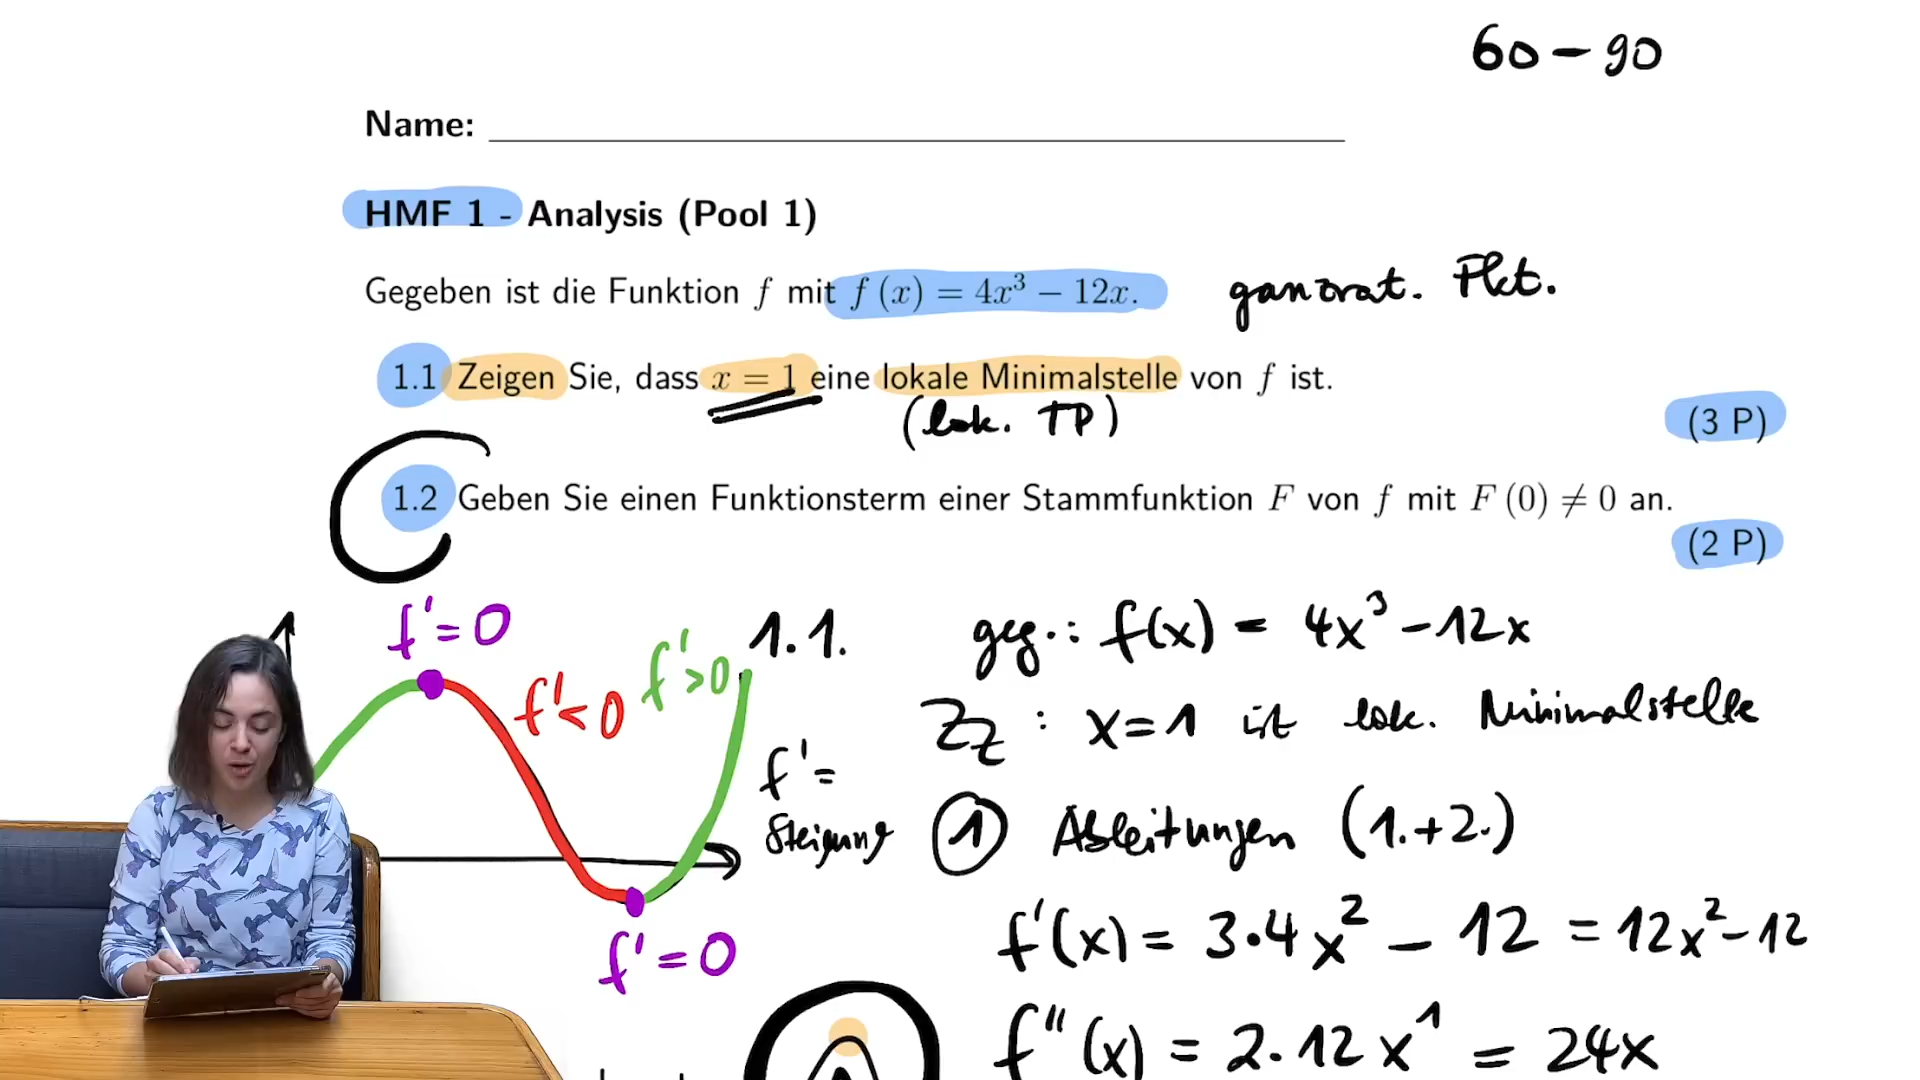 60 – 90
Name:
HMF 1 - Analysis (Pool 1)
Gegeben ist die Funktion f mit f (x) = 4x³ − 12x.
ganzrat. Fkt.
1.1 Zeigen Sie, dass x = 1 eine lokale Minimalstelle von f ist.
(lok. TP)
(3 P)
1.2 Geben Sie einen Funktionsterm einer Stammfunktion F von f mit F (0) ≠ 0 an.
(2 P)
f' = 0
f' < 0
f' > 0
f' =
Steigung
f' = 0
1.1.
geg.: f(x) = 4x³ − 12x
Zz : x = 1 ist lok. Minimalstelle
1 Ableitungen (1.+2.)
f'(x) = 3·4x² − 12 = 12x² − 12
f''(x) = 2·12x¹ = 24x